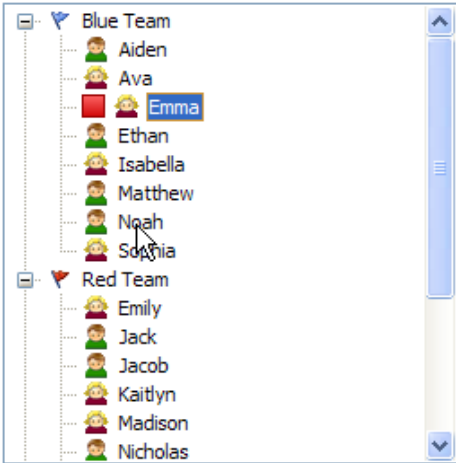 Blue Team
Aiden
Ava
Emma
Ethan
Isabella
Matthew
Noah
Sophia
Red Team
Emily
Jack
Jacob
Kaitlyn
Madison
Nicholas